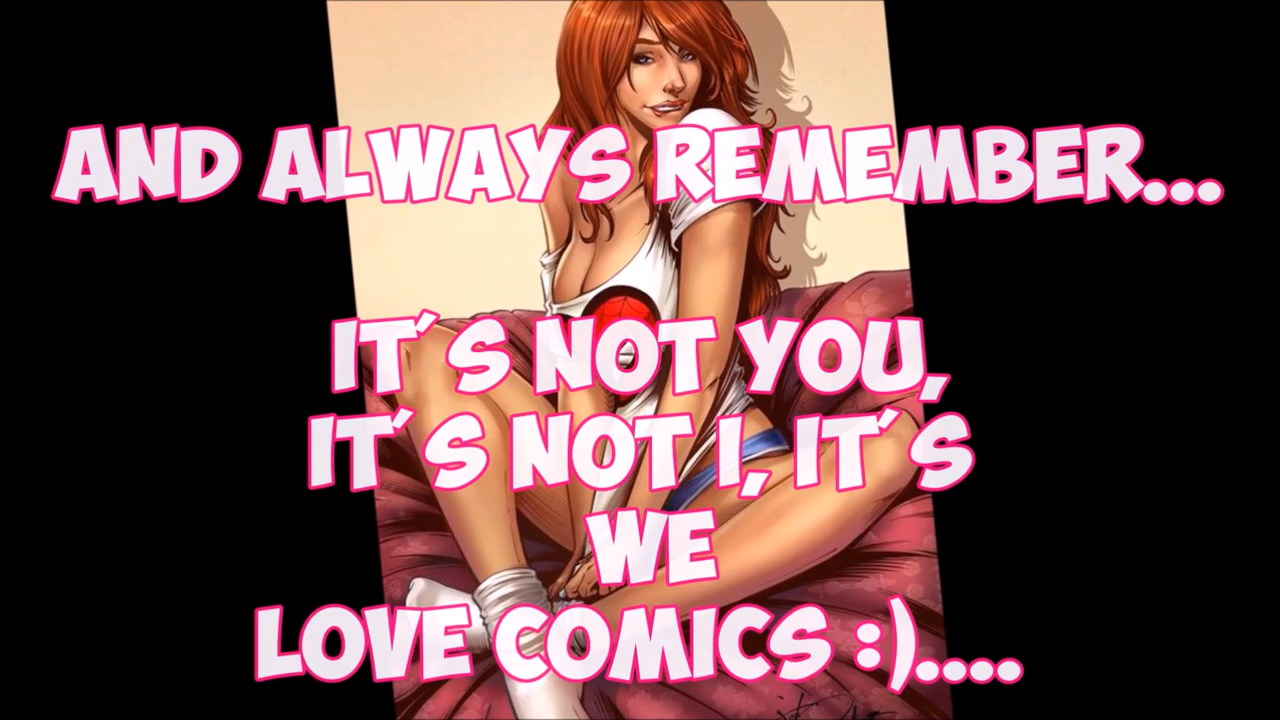 AND ALWAYS REMEMBER...
IT'S NOT YOU,
IT'S NOT I, IT'S
WE
LOVE COMICS :)....